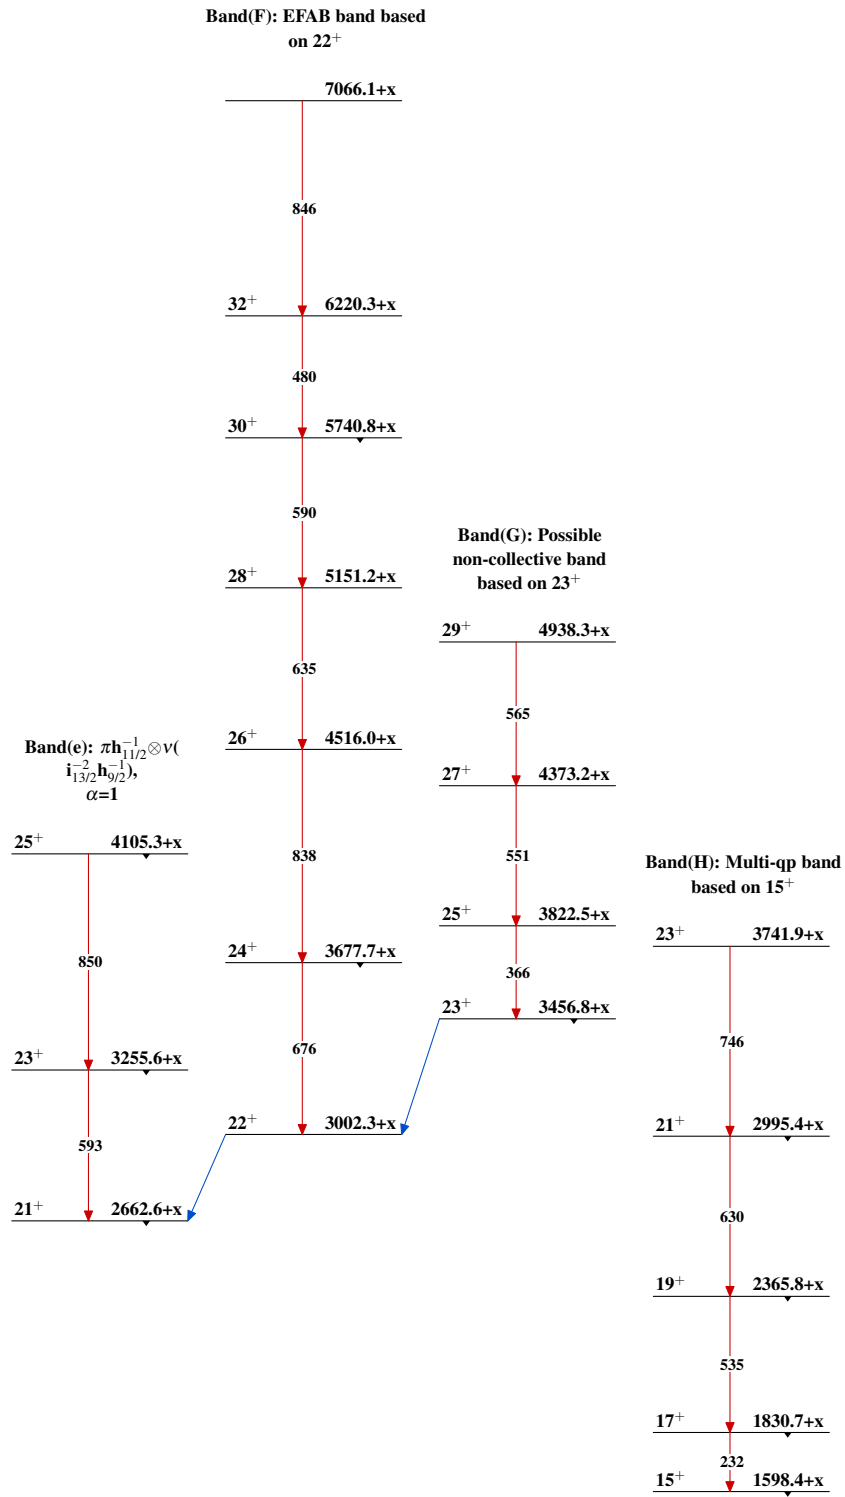 Band(F): EFAB band based
on 22⁺
7066.1+x
846
32⁺ 6220.3+x
480
30⁺ 5740.8+x
590
28⁺ 5151.2+x
635
26⁺ 4516.0+x
838
24⁺ 3677.7+x
676
22⁺ 3002.3+x
Band(G): Possible
non-collective band
based on 23⁺
29⁺ 4938.3+x
565
27⁺ 4373.2+x
551
25⁺ 3822.5+x
366
23⁺ 3456.8+x
Band(e): πh₁₁/₂⁻¹⊗ν(
i₁₃/₂⁻²h₉/₂⁻¹),
α=1
25⁺ 4105.3+x
850
23⁺ 3255.6+x
593
21⁺ 2662.6+x
Band(H): Multi-qp band
based on 15⁺
23⁺ 3741.9+x
746
21⁺ 2995.4+x
630
19⁺ 2365.8+x
535
17⁺ 1830.7+x
232
15⁺ 1598.4+x